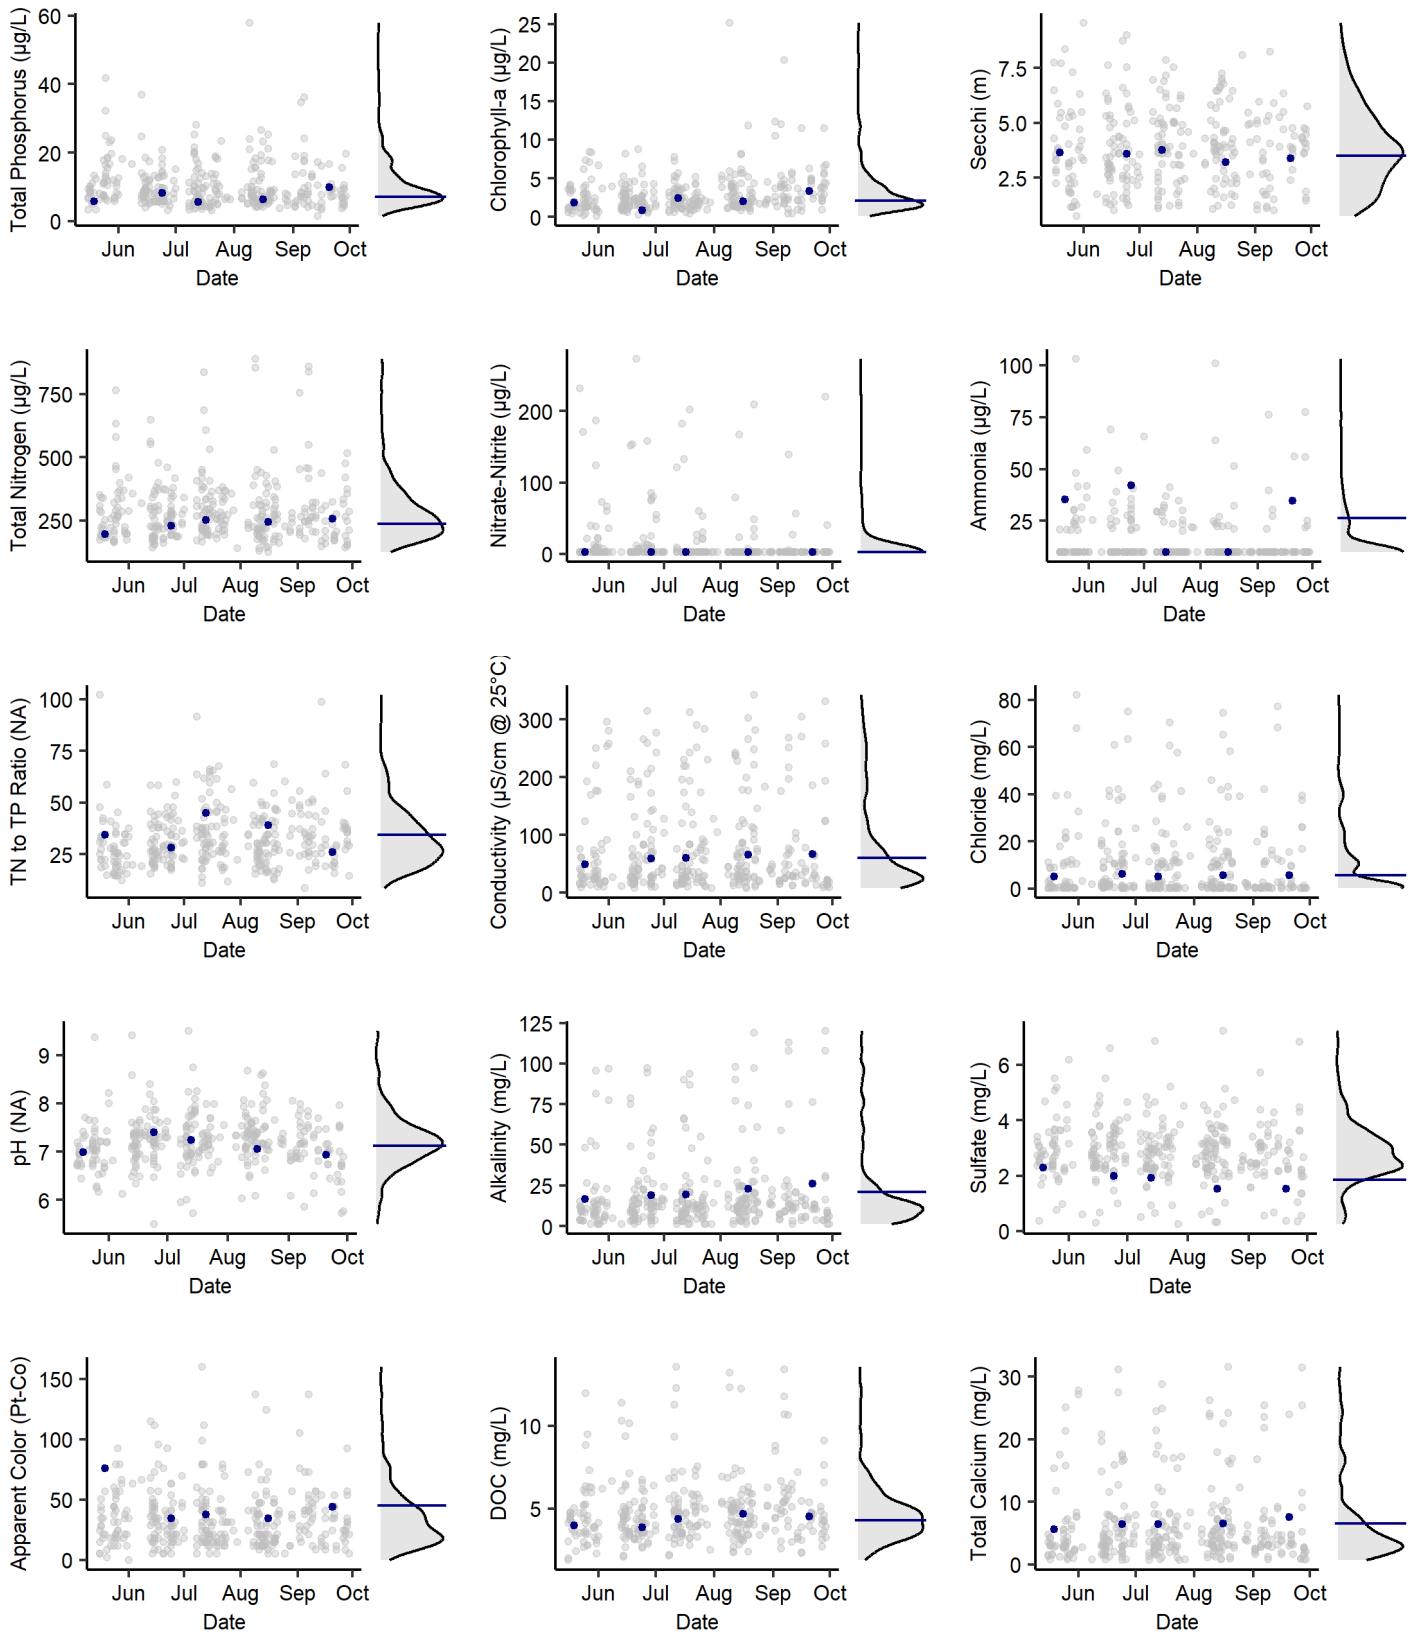 Total Phosphorus (µg/L)
60
40
20
0
Jun Jul Aug Sep Oct
Date
Chlorophyll-a (µg/L)
25
20
15
10
5
0
Jun Jul Aug Sep Oct
Date
Secchi (m)
7.5
5.0
2.5
Jun Jul Aug Sep Oct
Date
Total Nitrogen (µg/L)
750
500
250
Jun Jul Aug Sep Oct
Date
Nitrate-Nitrite (µg/L)
200
100
0
Jun Jul Aug Sep Oct
Date
Ammonia (µg/L)
100
75
50
25
Jun Jul Aug Sep Oct
Date
TN to TP Ratio (NA)
100
75
50
25
Jun Jul Aug Sep Oct
Date
Conductivity (µS/cm @ 25°C)
300
200
100
0
Jun Jul Aug Sep Oct
Date
Chloride (mg/L)
80
60
40
20
0
Jun Jul Aug Sep Oct
Date
pH (NA)
9
8
7
6
Jun Jul Aug Sep Oct
Date
Alkalinity (mg/L)
125
100
75
50
25
0
Jun Jul Aug Sep Oct
Date
Sulfate (mg/L)
6
4
2
0
Jun Jul Aug Sep Oct
Date
Apparent Color (Pt-Co)
150
100
50
0
Jun Jul Aug Sep Oct
Date
DOC (mg/L)
10
5
Jun Jul Aug Sep Oct
Date
Total Calcium (mg/L)
30
20
10
0
Jun Jul Aug Sep Oct
Date